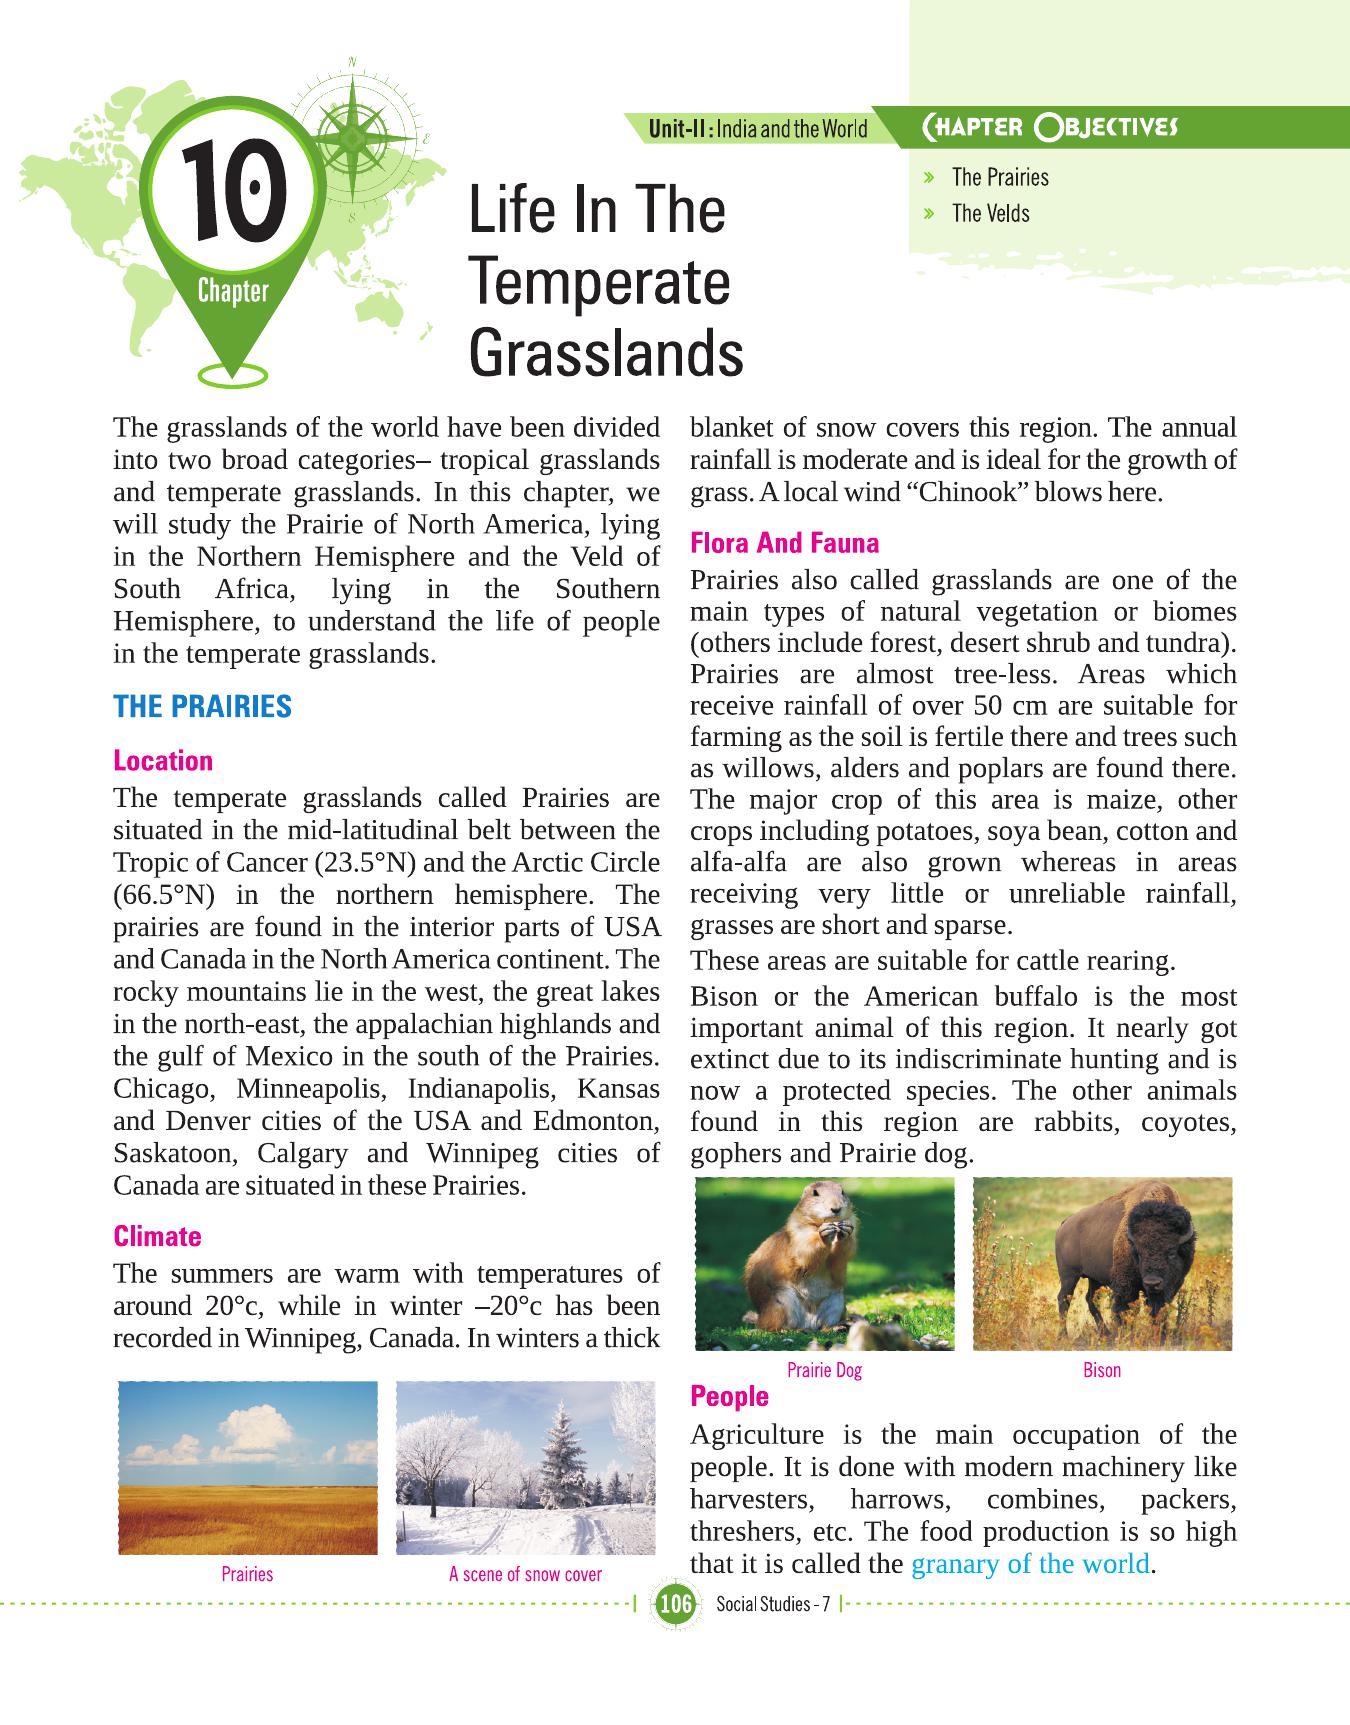 N
E
S
10
Chapter
Unit-II : India and the World
CHAPTER OBJECTIVES
» The Prairies
» The Velds
Life In The
Temperate
Grasslands
The grasslands of the world have been divided
into two broad categories– tropical grasslands
and temperate grasslands. In this chapter, we
will study the Prairie of North America, lying
in the Northern Hemisphere and the Veld of
South Africa, lying in the Southern
Hemisphere, to understand the life of people
in the temperate grasslands.
THE PRAIRIES
Location
The temperate grasslands called Prairies are
situated in the mid-latitudinal belt between the
Tropic of Cancer (23.5°N) and the Arctic Circle
(66.5°N) in the northern hemisphere. The
prairies are found in the interior parts of USA
and Canada in the North America continent. The
rocky mountains lie in the west, the great lakes
in the north-east, the appalachian highlands and
the gulf of Mexico in the south of the Prairies.
Chicago, Minneapolis, Indianapolis, Kansas
and Denver cities of the USA and Edmonton,
Saskatoon, Calgary and Winnipeg cities of
Canada are situated in these Prairies.
Climate
The summers are warm with temperatures of
around 20°c, while in winter –20°c has been
recorded in Winnipeg, Canada. In winters a thick
Prairies
A scene of snow cover
blanket of snow covers this region. The annual
rainfall is moderate and is ideal for the growth of
grass. A local wind “Chinook” blows here.
Flora And Fauna
Prairies also called grasslands are one of the
main types of natural vegetation or biomes
(others include forest, desert shrub and tundra).
Prairies are almost tree-less. Areas which
receive rainfall of over 50 cm are suitable for
farming as the soil is fertile there and trees such
as willows, alders and poplars are found there.
The major crop of this area is maize, other
crops including potatoes, soya bean, cotton and
alfa-alfa are also grown whereas in areas
receiving very little or unreliable rainfall,
grasses are short and sparse.
These areas are suitable for cattle rearing.
Bison or the American buffalo is the most
important animal of this region. It nearly got
extinct due to its indiscriminate hunting and is
now a protected species. The other animals
found in this region are rabbits, coyotes,
gophers and Prairie dog.
Prairie Dog
Bison
People
Agriculture is the main occupation of the
people. It is done with modern machinery like
harvesters, harrows, combines, packers,
threshers, etc. The food production is so high
that it is called the granary of the world.
106
Social Studies - 7